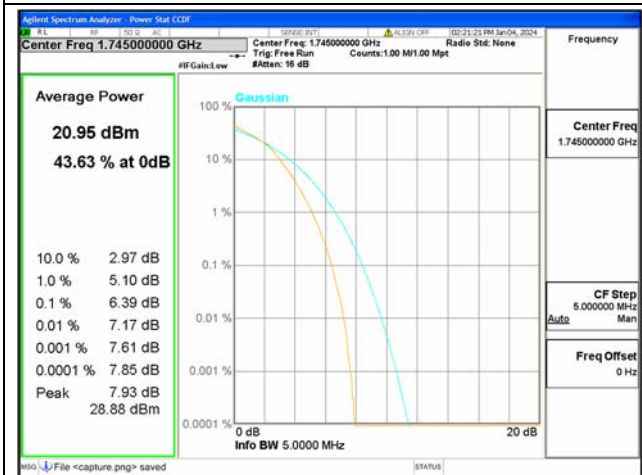 Agilent Spectrum Analyzer - Power Stat CCDF
RL RF 50 Ω AC SENSE:INT ALIGN OFF 02:21:21 PM Jan 04, 2024
Center Freq 1.745000000 GHz
Center Freq: 1.745000000 GHz Radio Std: None
Trig: Free Run Counts:1.00 M/1.00 Mpt
#IFGain:Low #Atten: 16 dB
Frequency
Average Power
20.95 dBm
43.63 % at 0dB
10.0 % 2.97 dB
1.0 % 5.10 dB
0.1 % 6.39 dB
0.01 % 7.17 dB
0.001 % 7.61 dB
0.0001 % 7.85 dB
Peak 7.93 dB
28.88 dBm
Gaussian
100 %
10 %
1 %
0.1 %
0.01 %
0.001 %
0.0001 %
0 dB 20 dB
Info BW 5.0000 MHz
Center Freq
1.745000000 GHz
CF Step
5.000000 MHz
Auto Man
Freq Offset
0 Hz
MSG File <capture.png> saved STATUS